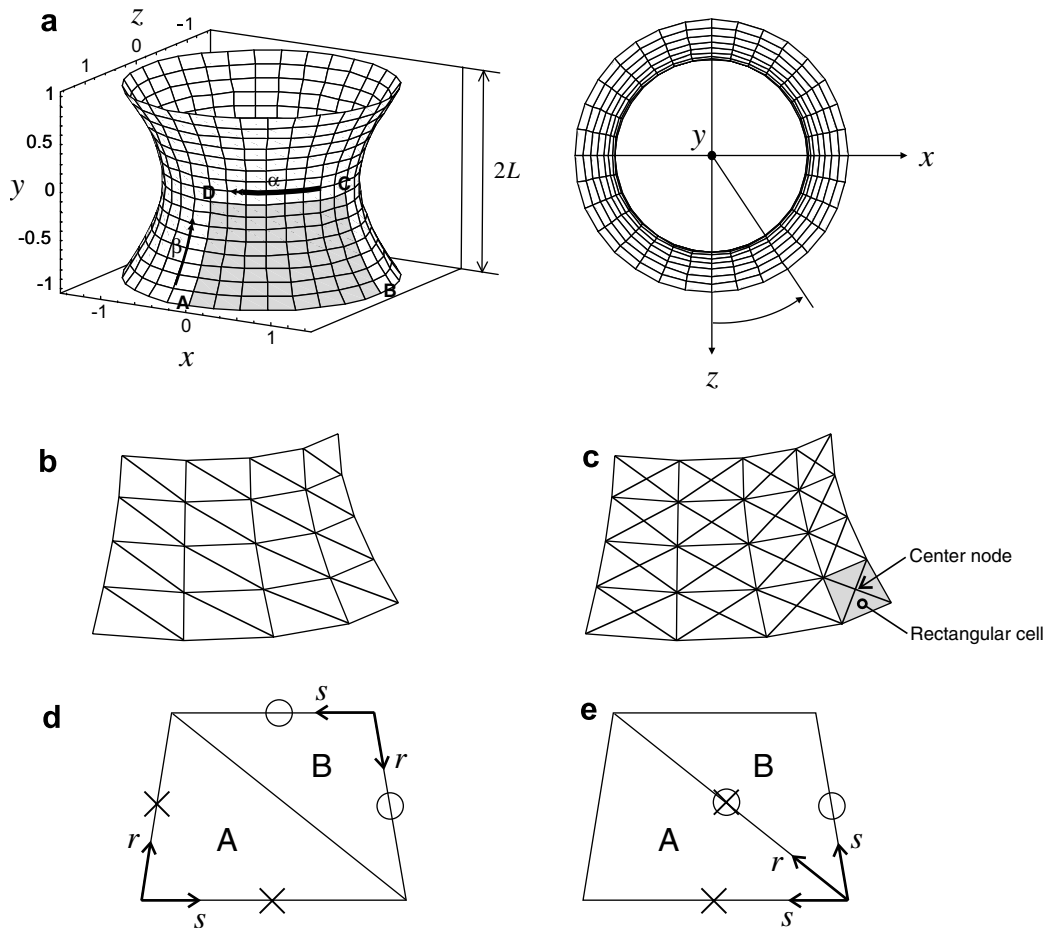 a
z
-1
0
1
1
0.5
y
0
-0.5
-1
D
α
C
β
A
B
-1
0
1
x
2L
y
x
z
b
c
Center node
Rectangular cell
d
s
r
B
A
r
s
e
B
A
r
s
s